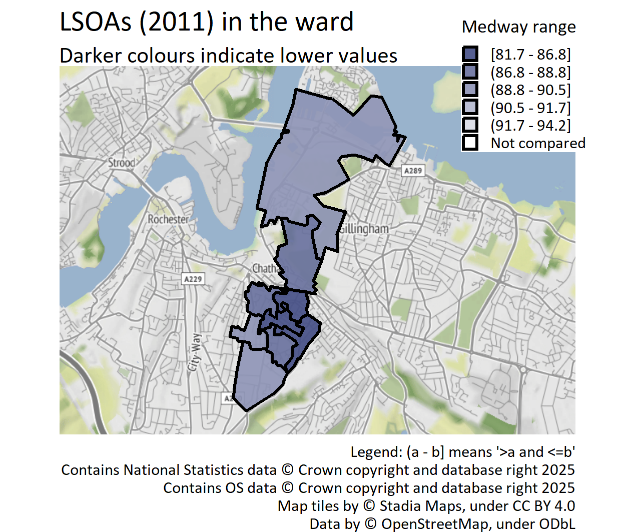 LSOAs (2011) in the ward
Darker colours indicate lower values
Medway range
[81.7 - 86.8]
(86.8 - 88.8]
(88.8 - 90.5]
(90.5 - 91.7]
(91.7 - 94.2]
Not compared
Strood
A289
Rochester
Gillingham
Chath
A229
City Way
Legend: (a - b] means '>a and <=b'
Contains National Statistics data © Crown copyright and database right 2025
Contains OS data © Crown copyright and database right 2025
Map tiles by © Stadia Maps, under CC BY 4.0
Data by © OpenStreetMap, under ODbL